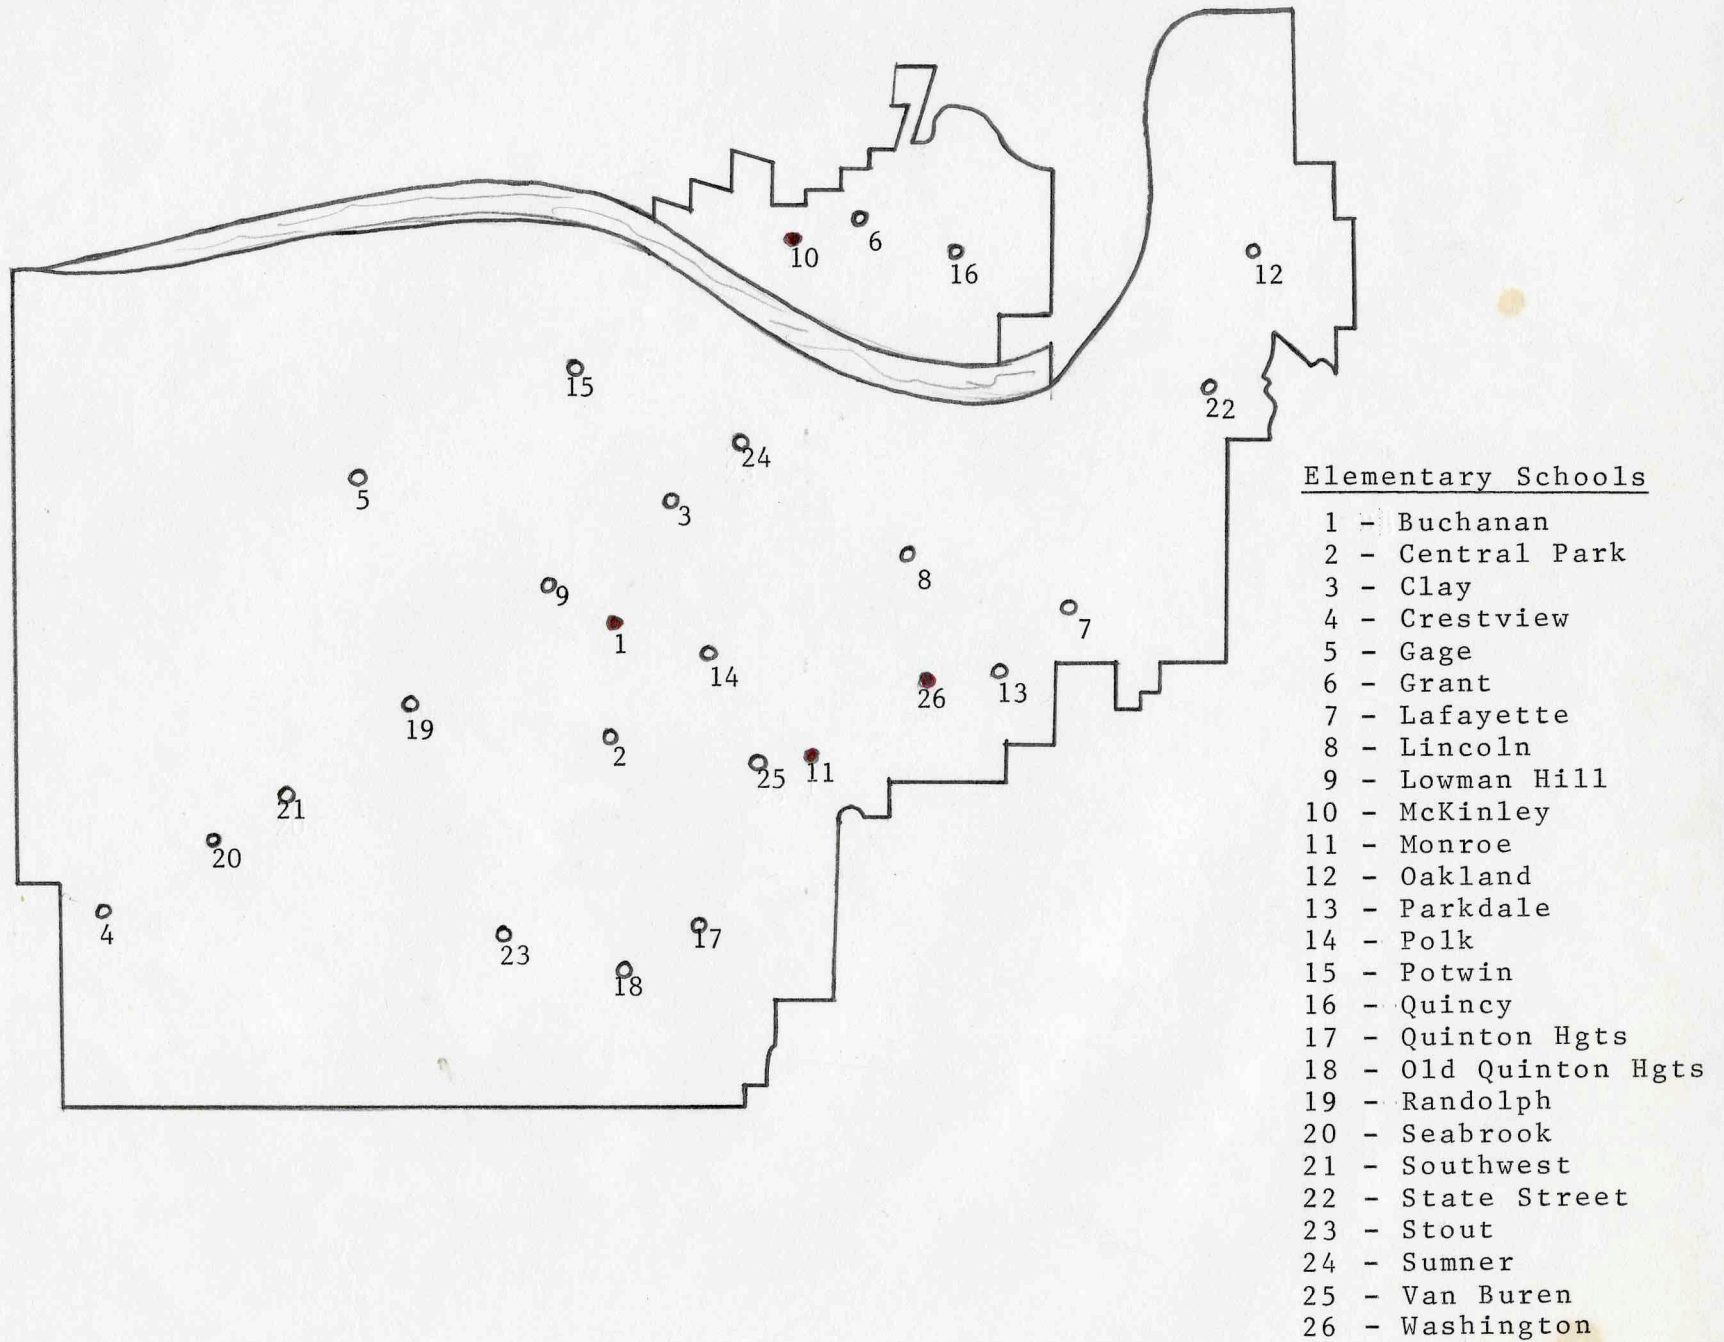 10
6
16
12
15
22
24
5
3
8
9
1
7
14
13
26
19
2
25
11
21
20
4
23
17
18
Elementary Schools
1 - Buchanan
2 - Central Park
3 - Clay
4 - Crestview
5 - Gage
6 - Grant
7 - Lafayette
8 - Lincoln
9 - Lowman Hill
10 - McKinley
11 - Monroe
12 - Oakland
13 - Parkdale
14 - Polk
15 - Potwin
16 - Quincy
17 - Quinton Hgts
18 - Old Quinton Hgts
19 - Randolph
20 - Seabrook
21 - Southwest
22 - State Street
23 - Stout
24 - Sumner
25 - Van Buren
26 - Washington